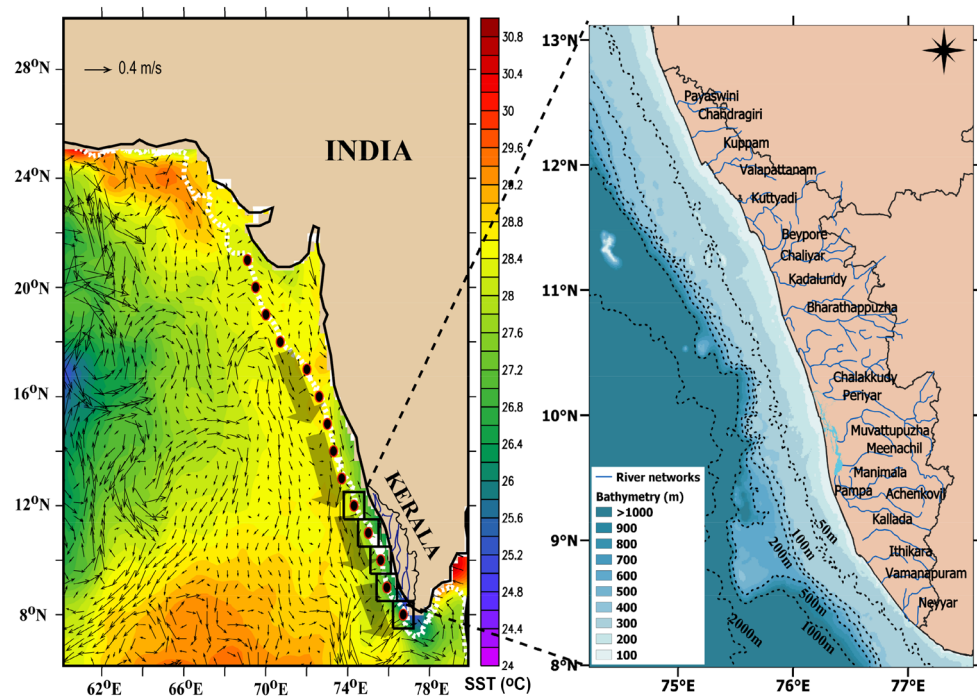 28°N
24°N
20°N
16°N
12°N
8°N
0.4 m/s
INDIA
KERALA
62°E
66°E
70°E
74°E
78°E
SST (°C)
30.8
30.4
30
29.6
29.2
28.8
28.4
28
27.6
27.2
26.8
26.4
26
25.6
25.2
24.8
24.4
24
13°N
12°N
11°N
10°N
9°N
8°N
Payaswini
Chandragiri
Kuppam
Valapattanam
Kuttyadi
Beypore
Chaliyar
Kadalundy
Bharathappuzha
Chalakkudy
Periyar
Muvattupuzha
Meenachil
Manimala
Pampa
Achenkovil
Kallada
Ithikara
Vamanapuram
Neyyar
50m
100m
200m
500m
1000m
2000m
River networks
Bathymetry (m)
>1000
900
800
700
600
500
400
300
200
100
75°E
76°E
77°E